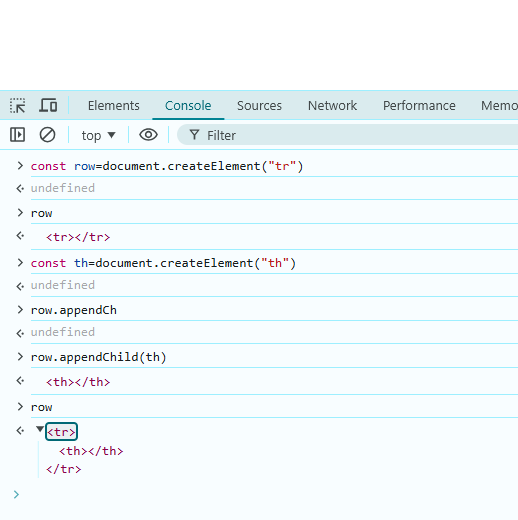 Elements Console Sources Network Performance Memo
top Filter
const row=document.createElement("tr")
undefined
row
<tr></tr>
const th=document.createElement("th")
undefined
row.appendCh
undefined
row.appendChild(th)
<th></th>
row
<tr>
<th></th>
</tr>